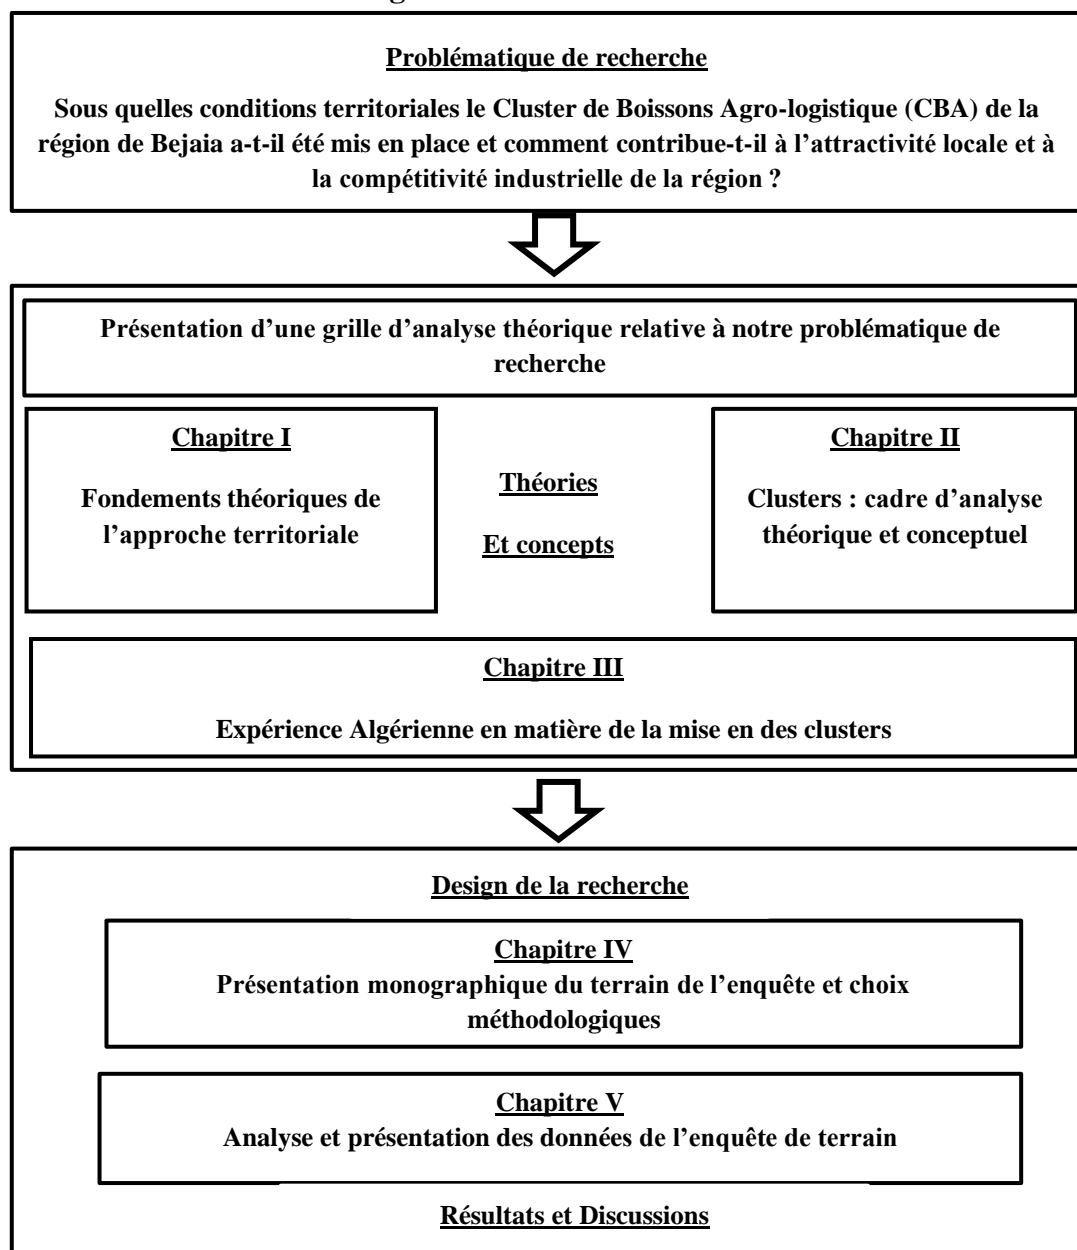 Problématique de recherche
Sous quelles conditions territoriales le Cluster de Boissons Agro-logistique (CBA) de la
région de Bejaia a-t-il été mis en place et comment contribue-t-il à l’attractivité locale et à
la compétitivité industrielle de la région ?
Présentation d’une grille d’analyse théorique relative à notre problématique de
recherche
Chapitre I
Fondements théoriques de
l’approche territoriale
Théories
Et concepts
Chapitre II
Clusters : cadre d’analyse
théorique et conceptuel
Chapitre III
Expérience Algérienne en matière de la mise en des clusters
Design de la recherche
Chapitre IV
Présentation monographique du terrain de l’enquête et choix
méthodologiques
Chapitre V
Analyse et présentation des données de l’enquête de terrain
Résultats et Discussions